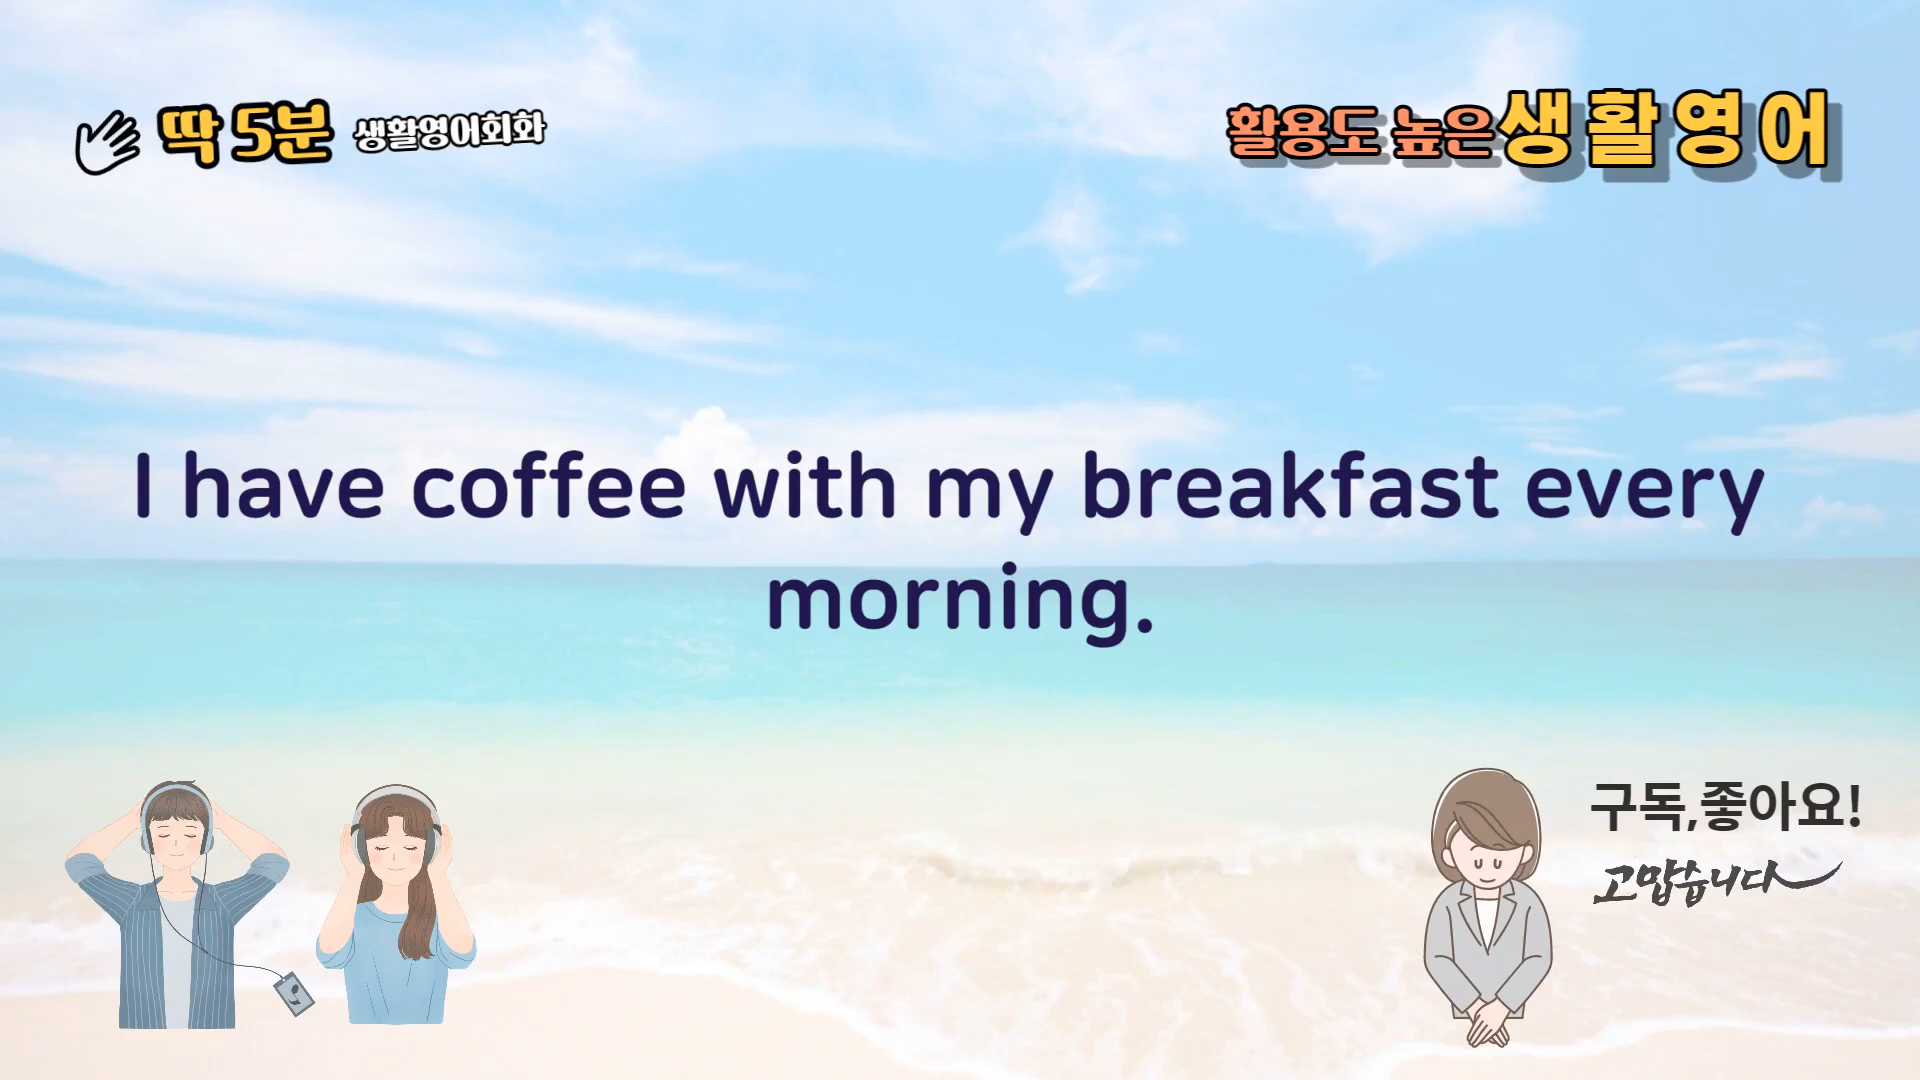 딱 5분 생활영어회화
활용도 높은 생활영어
I have coffee with my breakfast every
morning.
구독,좋아요!
고맙습니다